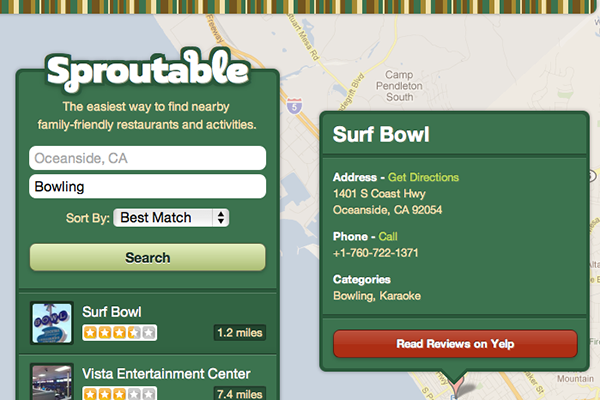 Sproutable
The easiest way to find nearby
family-friendly restaurants and activities.
Oceanside, CA
Bowling
Sort By: Best Match
Search
Surf Bowl
1.2 miles
Vista Entertainment Center
7.4 miles
Surf Bowl
Address - Get Directions
1401 S Coast Hwy
Oceanside, CA 92054
Phone - Call
+1-760-722-1371
Categories
Bowling, Karaoke
Read Reviews on Yelp
Freeway
Stuart Mesa Rd
5
Camp
Pendleton
South
Mountain